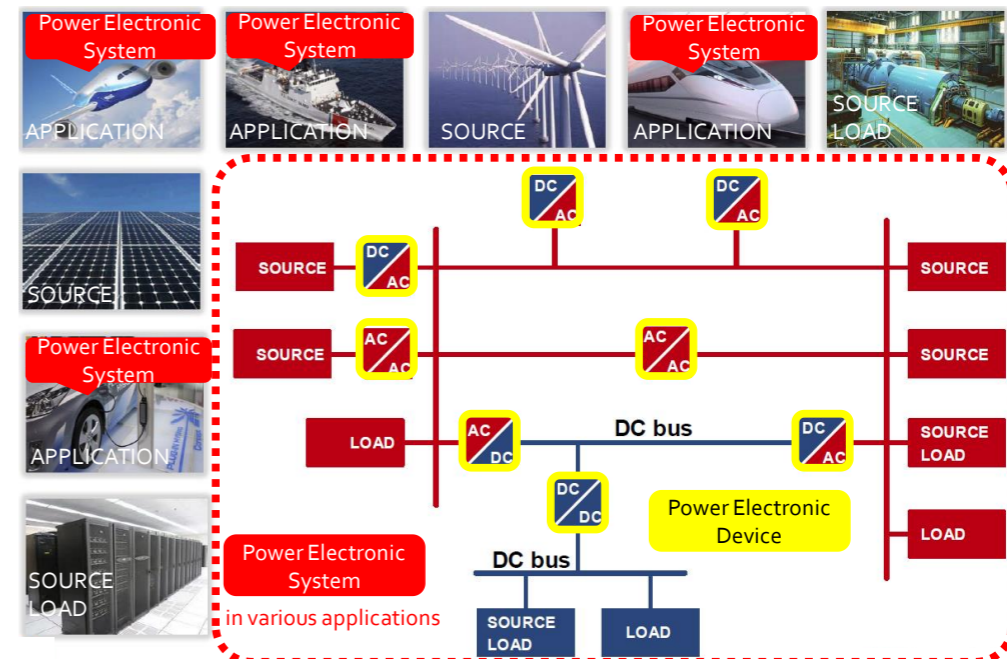 Power Electronic
System
APPLICATION
Power Electronic
System
APPLICATION
SOURCE
Power Electronic
System
APPLICATION
SOURCE
LOAD
SOURCE
Power Electronic
System
APPLICATION
SOURCE
LOAD
DC
AC
DC
AC
SOURCE
DC
AC
SOURCE
SOURCE
AC
AC
AC
AC
SOURCE
LOAD
AC
DC
DC bus
DC
AC
SOURCE
LOAD
DC
DC
Power Electronic
Device
LOAD
Power Electronic
System
in various applications
DC bus
SOURCE
LOAD
LOAD